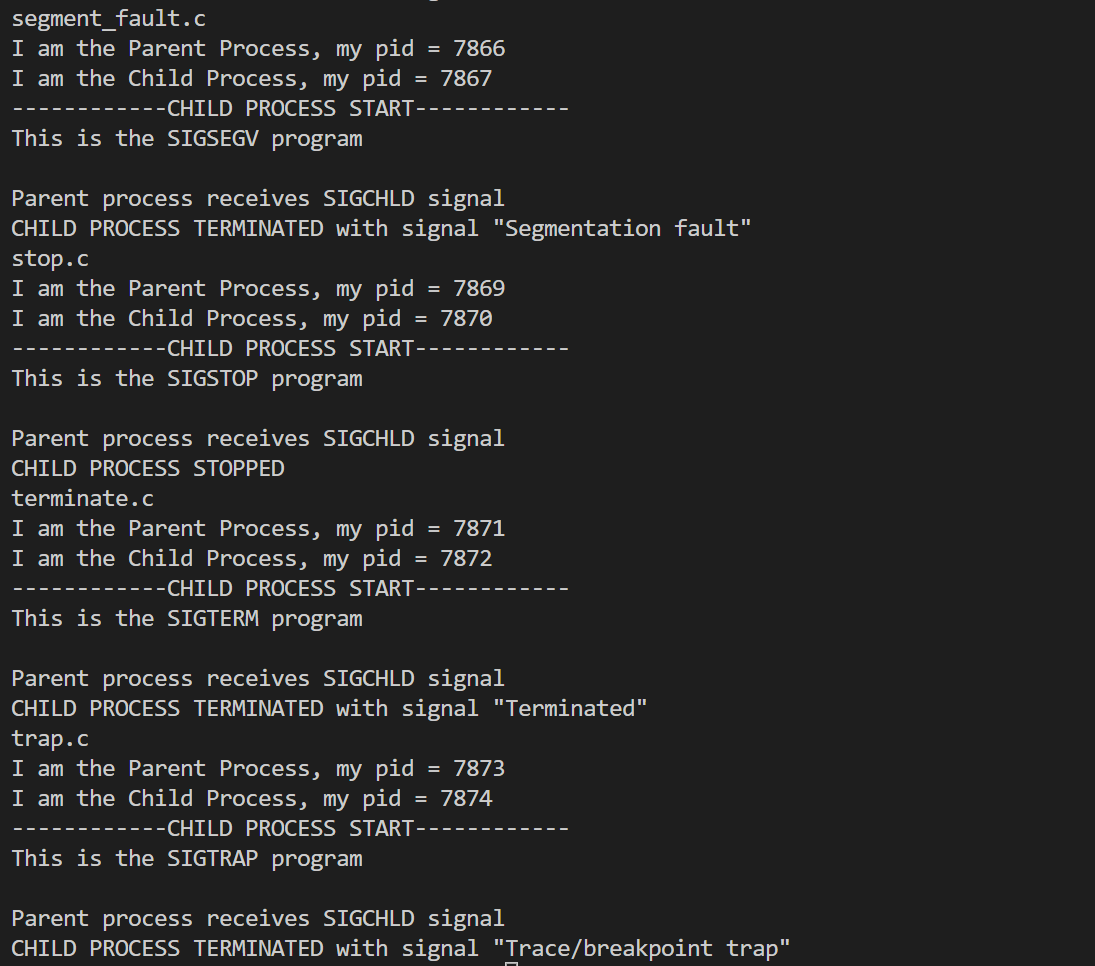 segment_fault.c
I am the Parent Process, my pid = 7866
I am the Child Process, my pid = 7867
------------CHILD PROCESS START------------
This is the SIGSEGV program
Parent process receives SIGCHLD signal
CHILD PROCESS TERMINATED with signal "Segmentation fault"
stop.c
I am the Parent Process, my pid = 7869
I am the Child Process, my pid = 7870
------------CHILD PROCESS START------------
This is the SIGSTOP program
Parent process receives SIGCHLD signal
CHILD PROCESS STOPPED
terminate.c
I am the Parent Process, my pid = 7871
I am the Child Process, my pid = 7872
------------CHILD PROCESS START------------
This is the SIGTERM program
Parent process receives SIGCHLD signal
CHILD PROCESS TERMINATED with signal "Terminated"
trap.c
I am the Parent Process, my pid = 7873
I am the Child Process, my pid = 7874
------------CHILD PROCESS START------------
This is the SIGTRAP program
Parent process receives SIGCHLD signal
CHILD PROCESS TERMINATED with signal "Trace/breakpoint trap"